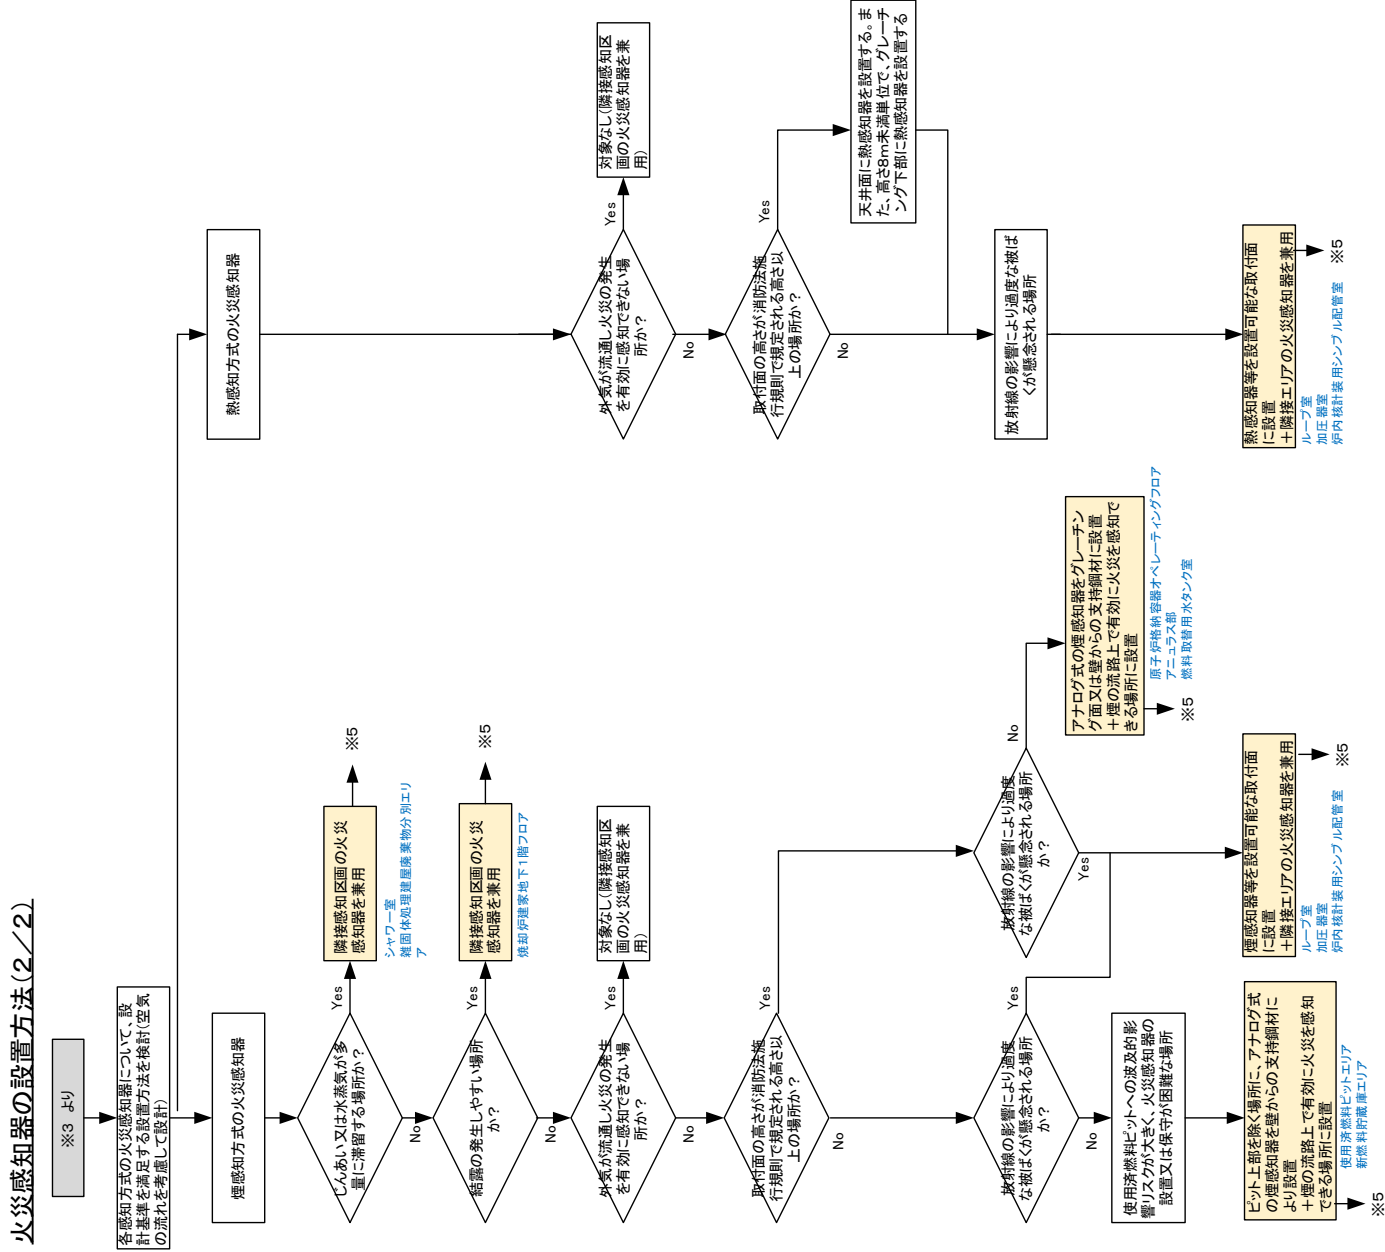 火災感知器の設置方法(2/2)
※3 より
各感知方式の火災感知器について、設
計基準を満足する設置方法を検討(空気
の流れを考慮して設計)
煙感知方式の火災感知器
じんあい又は水蒸気が多
量に滞留する場所か?
Yes
No
隣接感知区画の火災
感知器を兼用
※5
シャワー室
雑固体処理建屋廃棄物分別エリ
ア
結露の発生しやすい場所
か?
Yes
No
隣接感知区画の火災
感知器を兼用
※5
焼却炉建家地下1階フロア
外気が流通し火災の発生
を有効に感知できない場
所か?
Yes
No
対象なし(隣接感知区
画の火災感知器を兼
用)
取付面の高さが消防法施
行規則で規定される高さ以
上の場所か?
Yes
No
放射線の影響により過度
な被ばくが懸念される場所
か?
Yes
No
使用済燃料ピットへの波及的影
響リスクが大きく、火災感知器の
設置又は保守が困難な場所
ピット上部を除く場所に、アナログ式
の煙感知器を壁からの支持鋼材に
より設置
+煙の流路上で有効に火災を感知
できる場所に設置
使用済燃料ピットエリア
新燃料貯蔵庫エリア
※5
放射線の影響により過度
な被ばくが懸念される場所
か?
Yes
No
煙感知器等を設置可能な取付面
に設置
+隣接エリアの火災感知器を兼用
ループ室
加圧器室
炉内核計装用シンブル配管室
※5
アナログ式の煙感知器をグレーチン
グ面又は壁からの支持鋼材に設置
+煙の流路上で有効に火災を感知で
きる場所に設置
原子炉格納容器オペレーティングフロア
アニュラス部
燃料取替用水タンク室
※5
熱感知方式の火災感知器
外気が流通し火災の発生
を有効に感知できない場
所か?
Yes
No
対象なし(隣接感知区
画の火災感知器を兼
用)
取付面の高さが消防法施
行規則で規定される高さ以
上の場所か?
Yes
No
天井面に熱感知器を設置する。ま
た、高さ8m未満単位で、グレーチ
ング下部に熱感知器を設置する
放射線の影響により過度な被ば
くが懸念される場所
熱感知器等を設置可能な取付面
に設置
+隣接エリアの火災感知器を兼用
ループ室
加圧器室
炉内核計装用シンブル配管室
※5